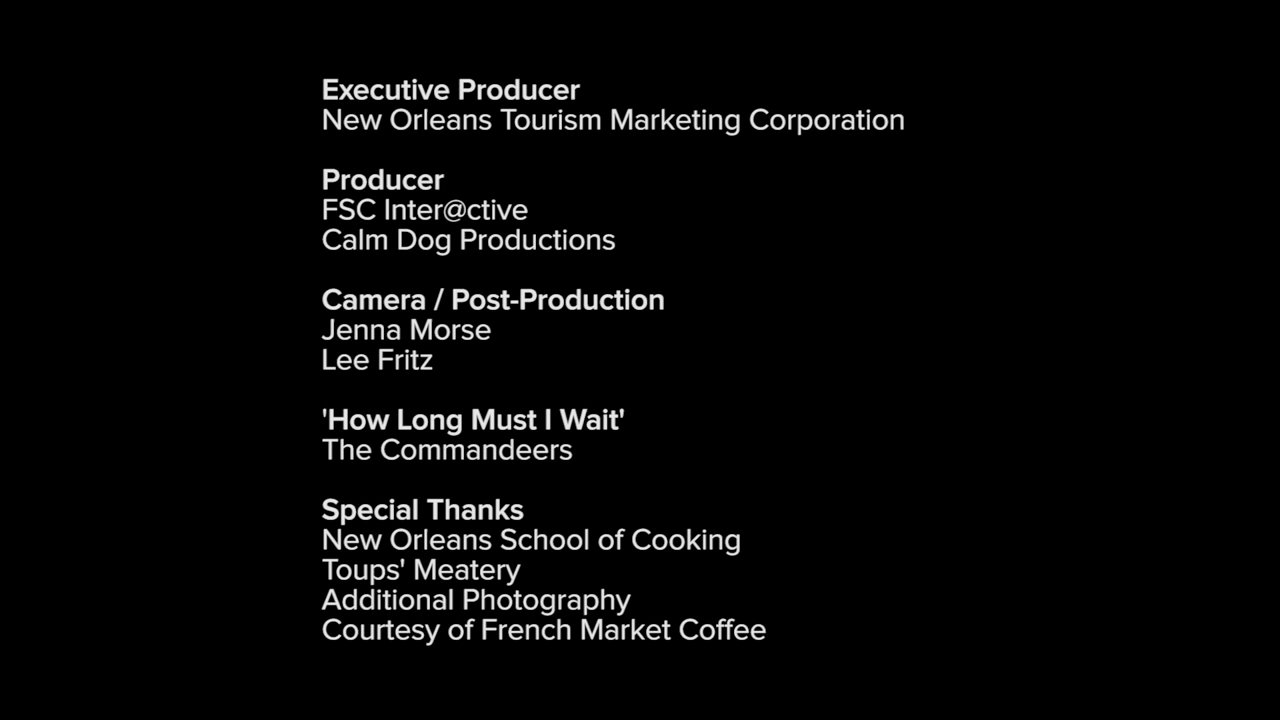 Executive Producer
New Orleans Tourism Marketing Corporation
Producer
FSC Inter@ctive
Calm Dog Productions
Camera / Post-Production
Jenna Morse
Lee Fritz
'How Long Must I Wait'
The Commandeers
Special Thanks
New Orleans School of Cooking
Toups' Meatery
Additional Photography
Courtesy of French Market Coffee